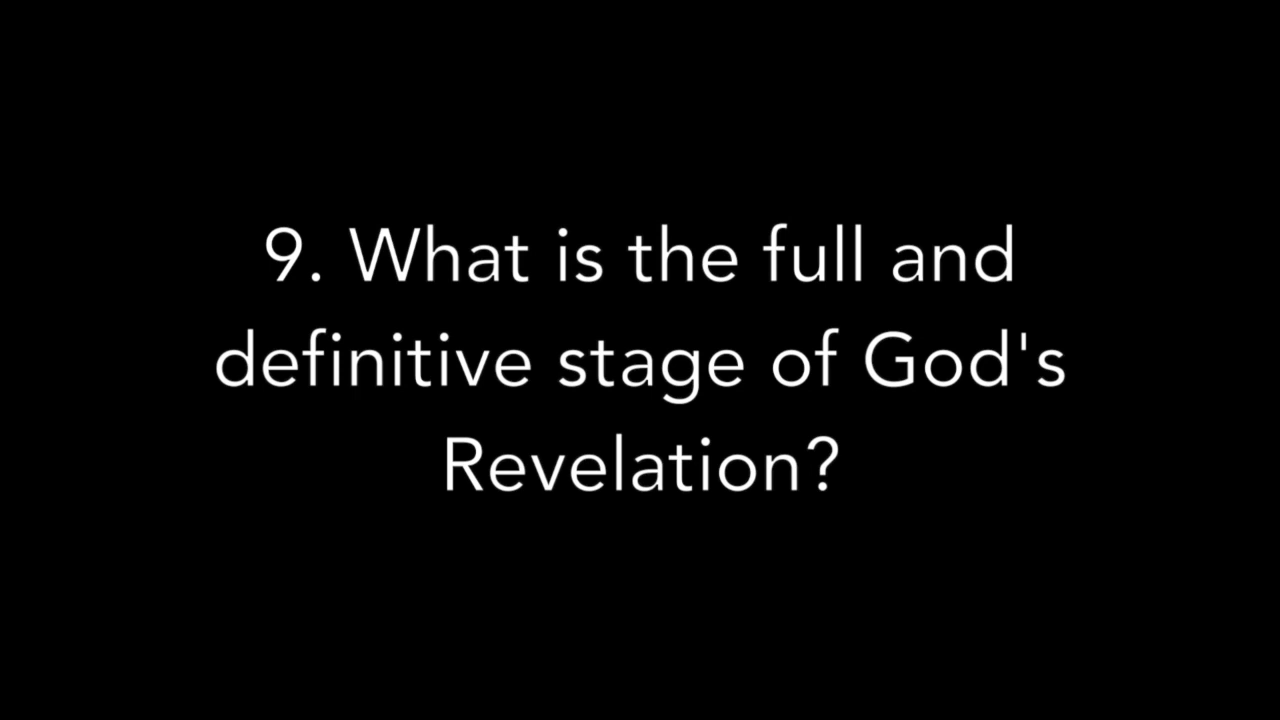 9. What is the full and
definitive stage of God's
Revelation?